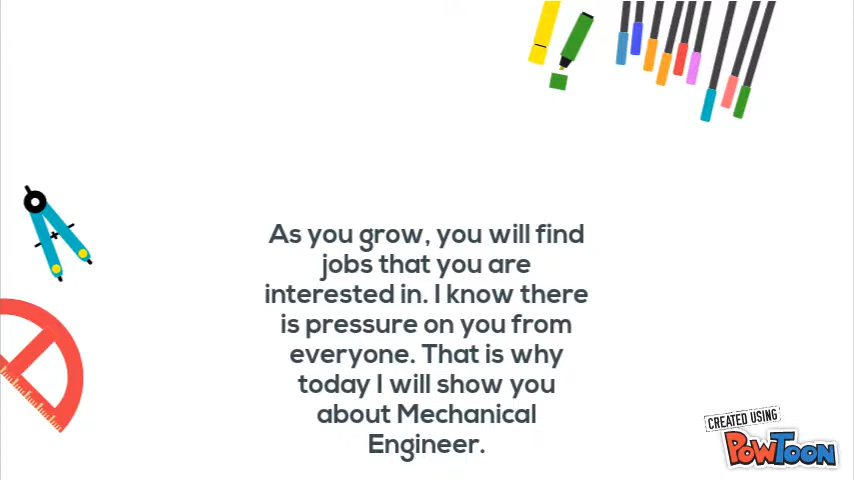 As you grow, you will find
jobs that you are
interested in. I know there
is pressure on you from
everyone. That is why
today I will show you
about Mechanical
Engineer.
CREATED USING
POWTOON